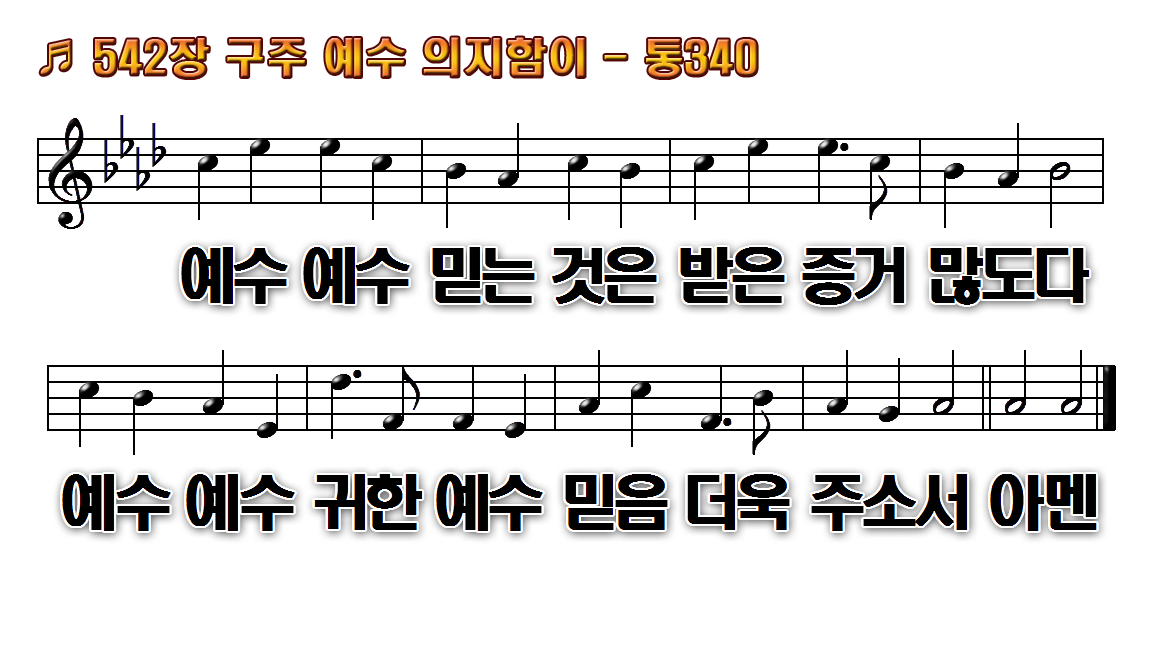 ♬ 542장 구주 예수 의지함이 - 통340
예수 예수 믿는 것은 받은 증거 많도다
예수 예수 귀한 예수 믿음 더욱 주소서 아멘